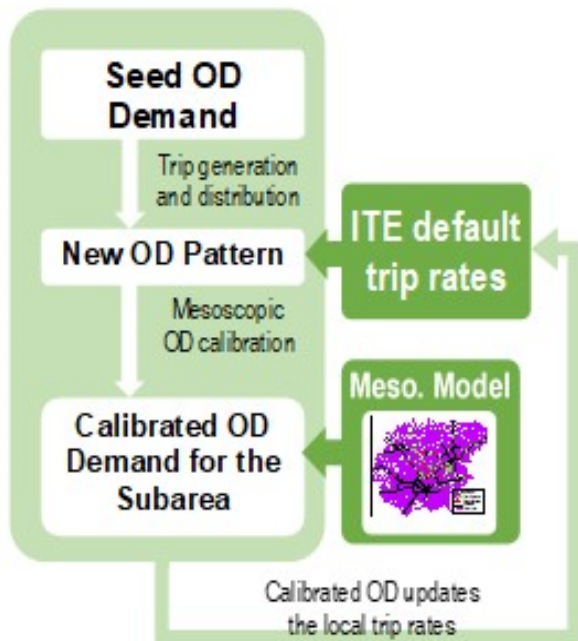 Seed OD
Demand
Trip generation
and distribution
ITE default
trip rates
New OD Pattern
Mesoscopic
OD calibration
Meso. Model
Calibrated OD
Demand for the
Subarea
Calibrated OD updates
the local trip rates